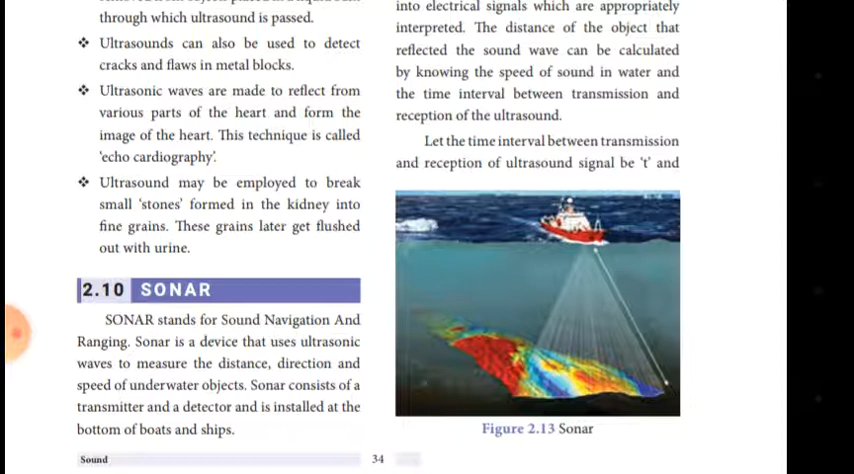 through which ultrasound is passed.
❖ Ultrasounds can also be used to detect
cracks and flaws in metal blocks.
❖ Ultrasonic waves are made to reflect from
various parts of the heart and form the
image of the heart. This technique is called
'echo cardiography'.
❖ Ultrasound may be employed to break
small 'stones' formed in the kidney into
fine grains. These grains later get flushed
out with urine.
2.10 SONAR
SONAR stands for Sound Navigation And
Ranging. Sonar is a device that uses ultrasonic
waves to measure the distance, direction and
speed of underwater objects. Sonar consists of a
transmitter and a detector and is installed at the
bottom of boats and ships.
into electrical signals which are appropriately
interpreted. The distance of the object that
reflected the sound wave can be calculated
by knowing the speed of sound in water and
the time interval between transmission and
reception of the ultrasound.
Let the time interval between transmission
and reception of ultrasound signal be 't' and
Figure 2.13 Sonar
Sound
34